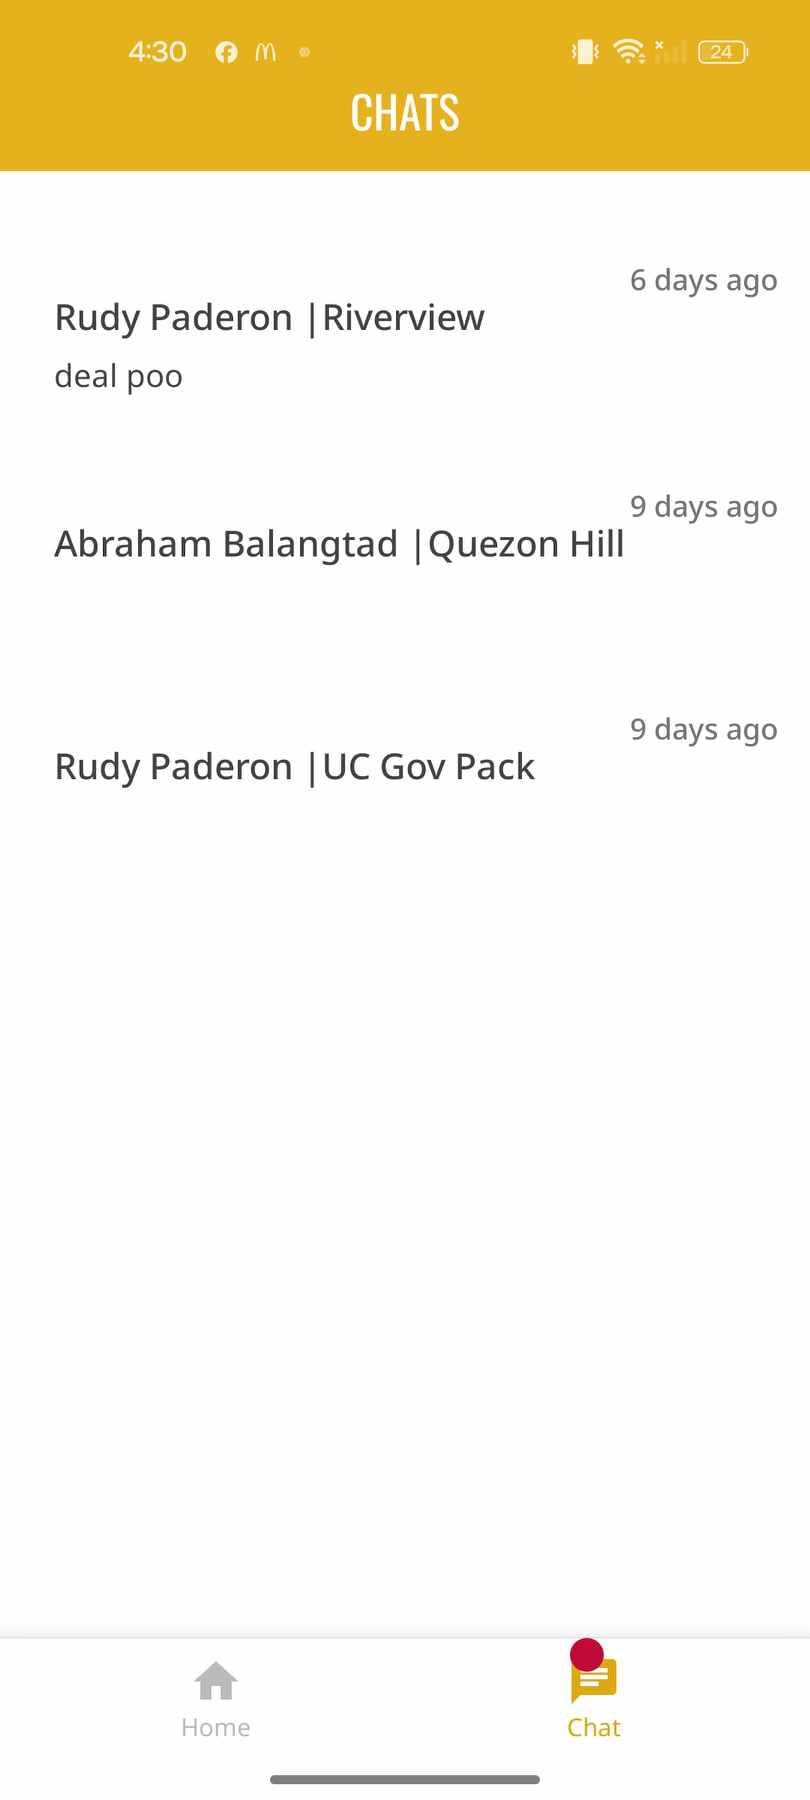 4:30
24
CHATS
6 days ago
Rudy Paderon |Riverview
deal poo
9 days ago
Abraham Balangtad |Quezon Hill
9 days ago
Rudy Paderon |UC Gov Pack
Home
Chat